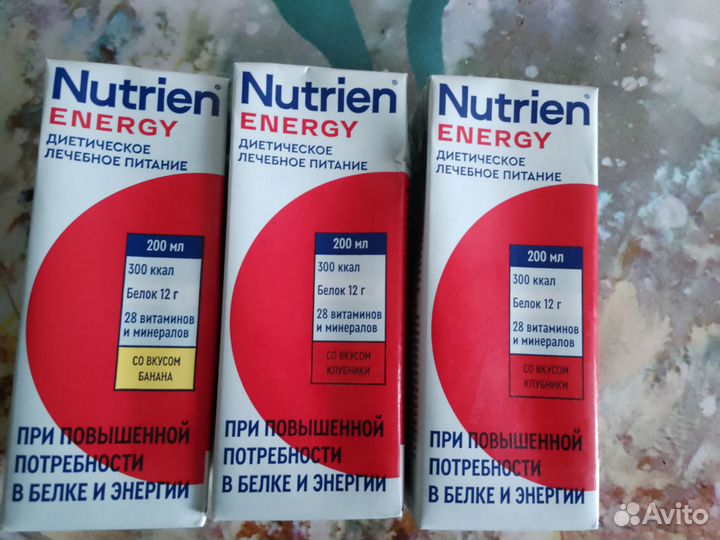 Nutrien®
ENERGY
ДИЕТИЧЕСКОЕ
ЛЕЧЕБНОЕ ПИТАНИЕ
200 мл
300 ккал
Белок 12 г
28 витаминов
и минералов
СО ВКУСОМ
БАНАНА
ПРИ ПОВЫШЕННОЙ
ПОТРЕБНОСТИ
В БЕЛКЕ И ЭНЕРГИИ
Nutrien®
ENERGY
ДИЕТИЧЕСКОЕ
ЛЕЧЕБНОЕ ПИТАНИЕ
200 мл
300 ккал
Белок 12 г
28 витаминов
и минералов
СО ВКУСОМ
КЛУБНИКИ
ПРИ ПОВЫШЕННОЙ
ПОТРЕБНОСТИ
В БЕЛКЕ И ЭНЕРГИИ
Nutrien®
ENERGY
ДИЕТИЧЕСКОЕ
ЛЕЧЕБНОЕ ПИТАНИЕ
200 мл
300 ккал
Белок 12 г
28 витаминов
и минералов
СО ВКУСОМ
КЛУБНИКИ
ПРИ ПОВЫШЕННОЙ
ПОТРЕБНОСТИ
В БЕЛКЕ И ЭНЕРГИИ
Avito